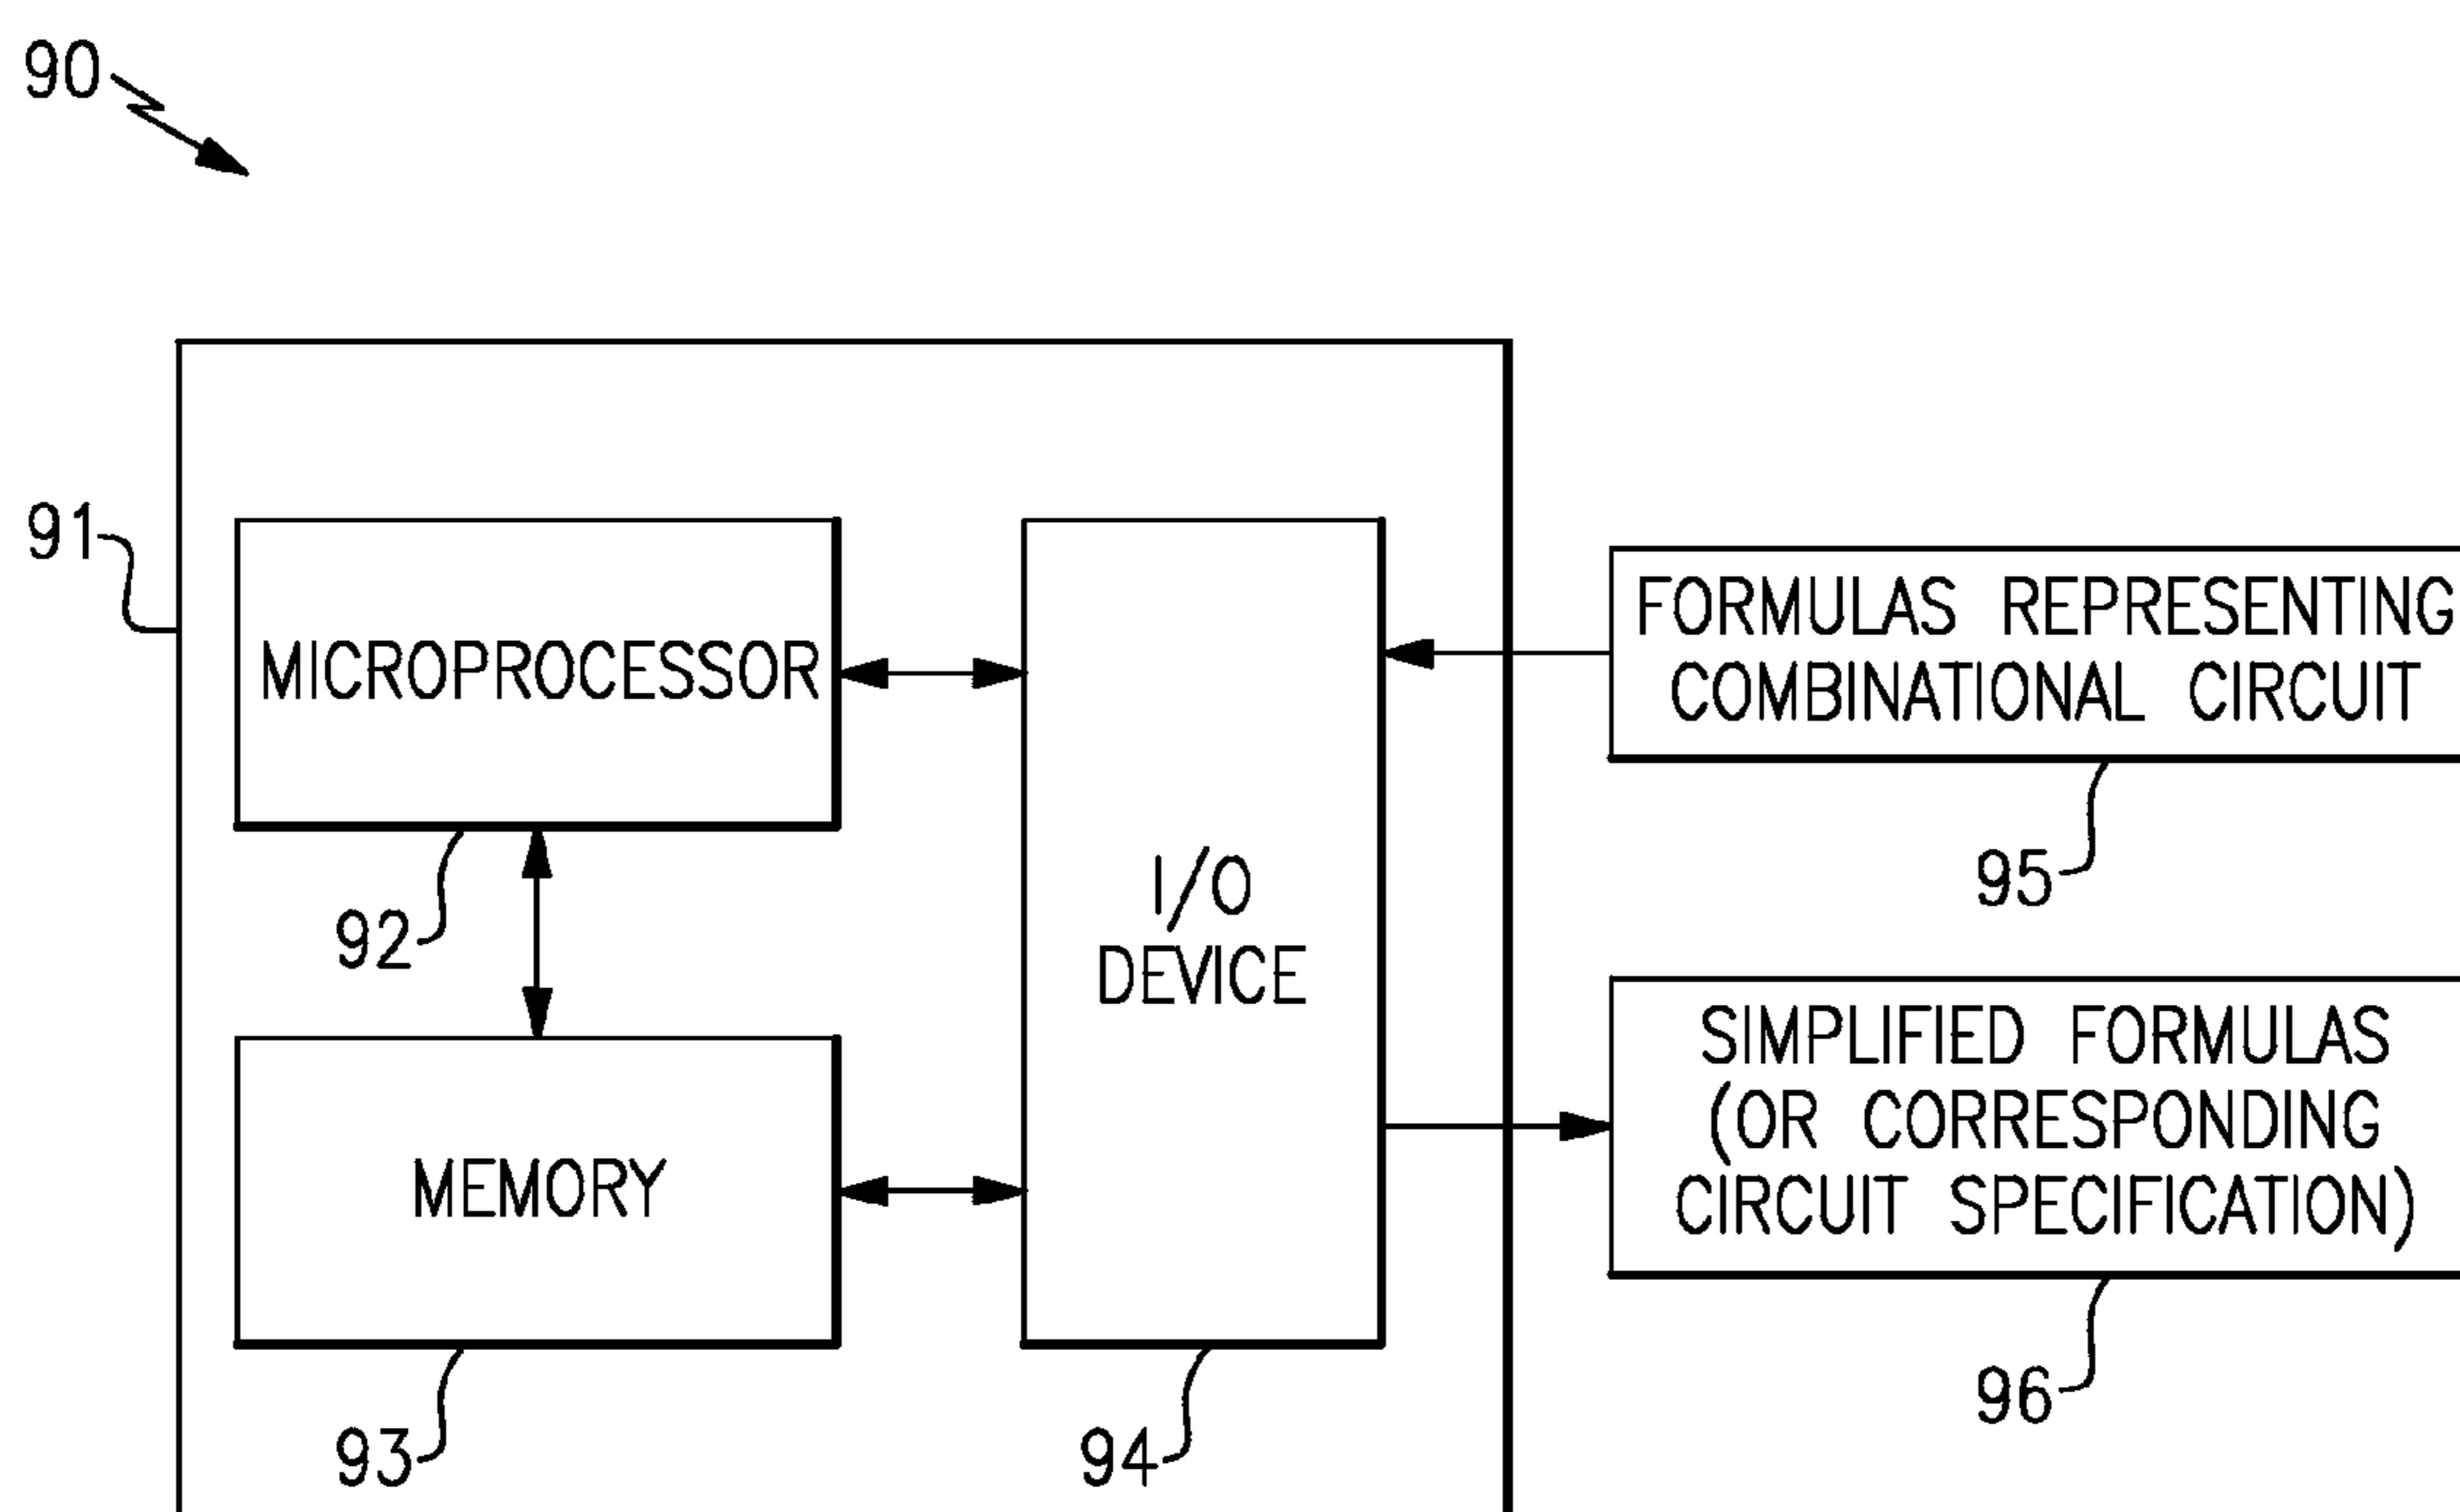 90
91
MICROPROCESSOR
92
MEMORY
93
I/O
DEVICE
94
FORMULAS REPRESENTING
COMBINATIONAL CIRCUIT
95
SIMPLIFIED FORMULAS
(OR CORRESPONDING
CIRCUIT SPECIFICATION)
96